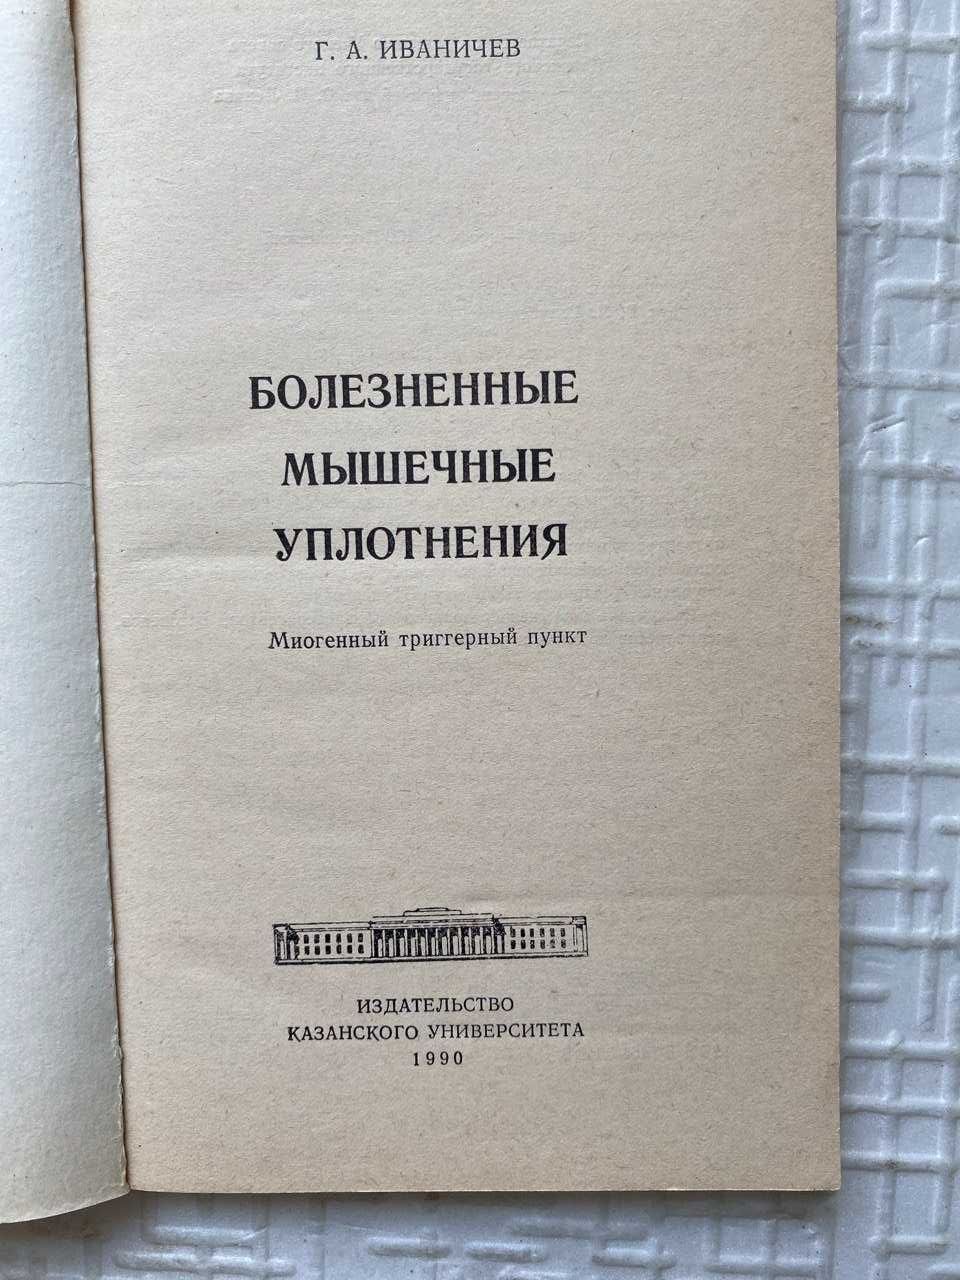 Г. А. ИВАНИЧЕВ
БОЛЕЗНЕННЫЕ
МЫШЕЧНЫЕ
УПЛОТНЕНИЯ
Миогенный триггерный пункт
ИЗДАТЕЛЬСТВО
КАЗАНСКОГО УНИВЕРСИТЕТА
1990